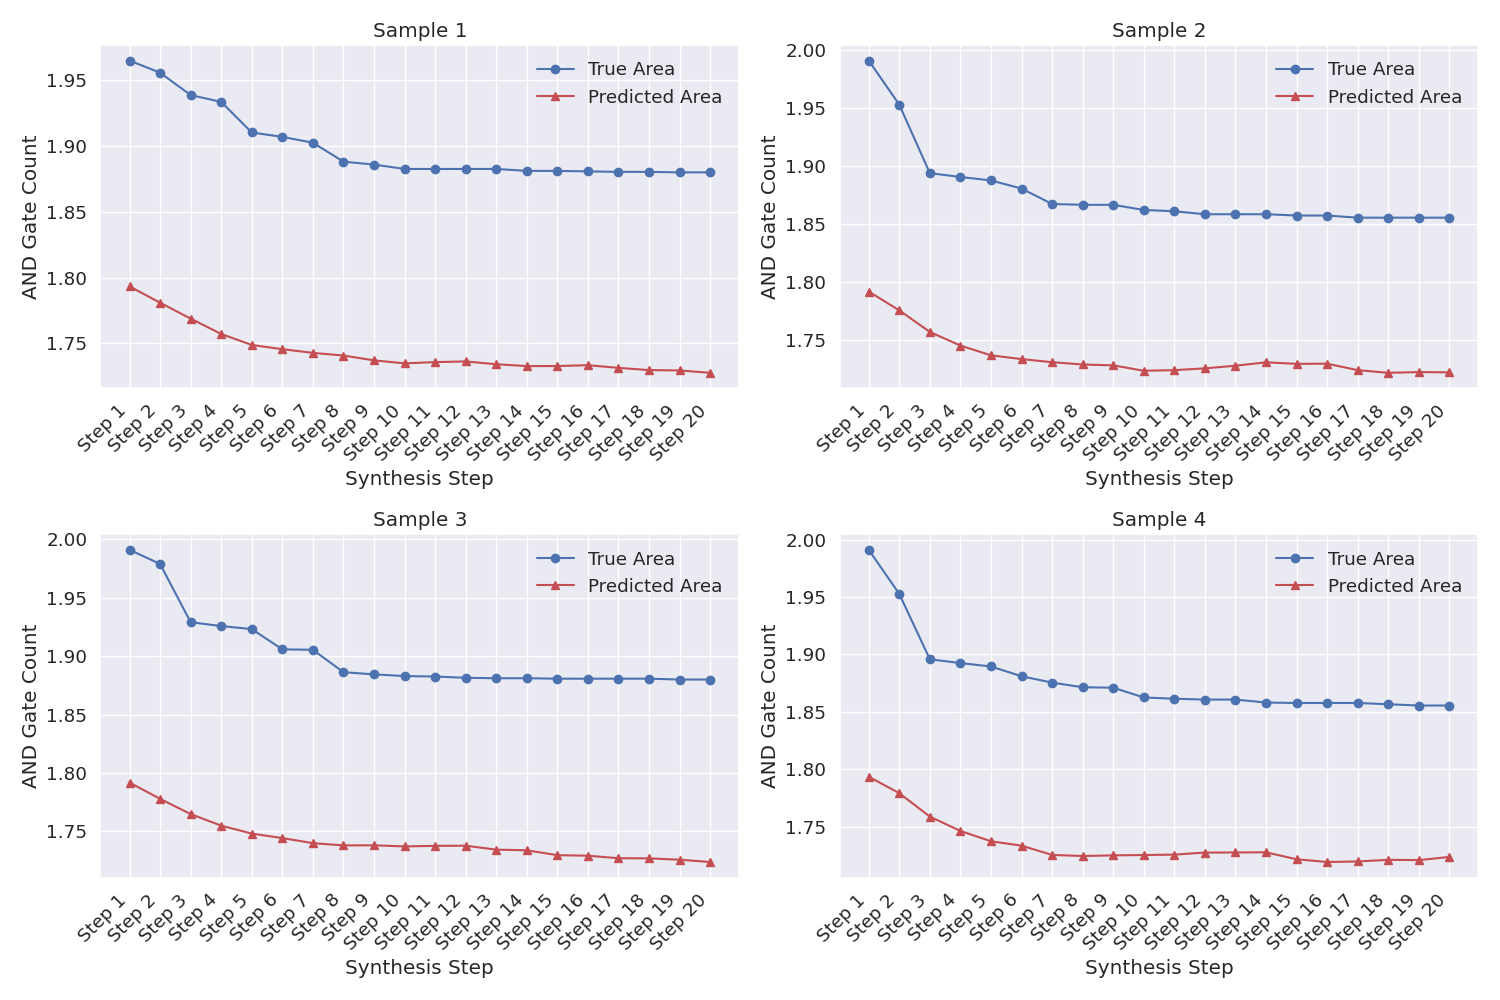 Sample 1
AND Gate Count
1.95
1.90
1.85
1.80
1.75
True Area
Predicted Area
Step 1
Step 2
Step 3
Step 4
Step 5
Step 6
Step 7
Step 8
Step 9
Step 10
Step 11
Step 12
Step 13
Step 14
Step 15
Step 16
Step 17
Step 18
Step 19
Step 20
Synthesis Step
Sample 2
AND Gate Count
2.00
1.95
1.90
1.85
1.80
1.75
True Area
Predicted Area
Step 1
Step 2
Step 3
Step 4
Step 5
Step 6
Step 7
Step 8
Step 9
Step 10
Step 11
Step 12
Step 13
Step 14
Step 15
Step 16
Step 17
Step 18
Step 19
Step 20
Synthesis Step
Sample 3
AND Gate Count
2.00
1.95
1.90
1.85
1.80
1.75
True Area
Predicted Area
Step 1
Step 2
Step 3
Step 4
Step 5
Step 6
Step 7
Step 8
Step 9
Step 10
Step 11
Step 12
Step 13
Step 14
Step 15
Step 16
Step 17
Step 18
Step 19
Step 20
Synthesis Step
Sample 4
AND Gate Count
2.00
1.95
1.90
1.85
1.80
1.75
True Area
Predicted Area
Step 1
Step 2
Step 3
Step 4
Step 5
Step 6
Step 7
Step 8
Step 9
Step 10
Step 11
Step 12
Step 13
Step 14
Step 15
Step 16
Step 17
Step 18
Step 19
Step 20
Synthesis Step